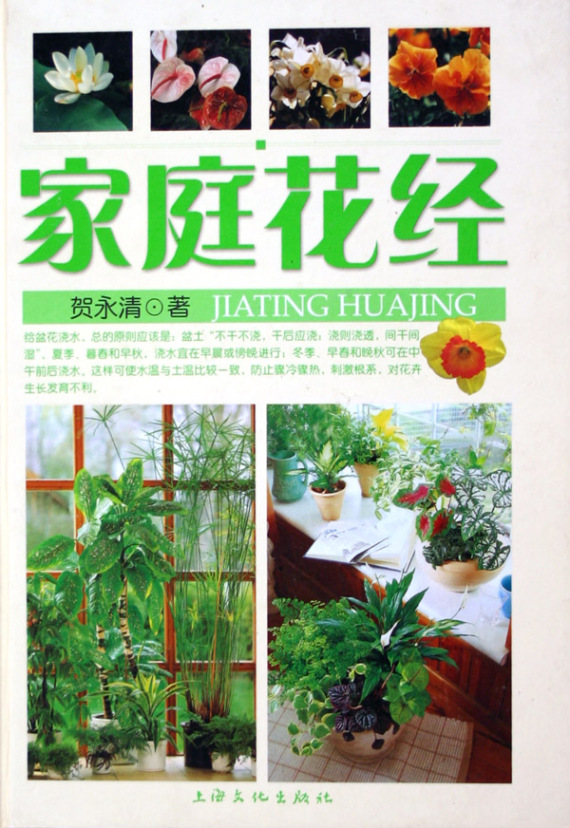 家庭花经
贺永清⊙著 JIATING HUAJING
给盆花浇水，总的原则应该是：盆土“不干不浇，干后应浇；浇则浇透，间干间
湿”，夏季、暮春和早秋，浇水宜在早晨或傍晚进行；冬季、早春和晚秋可在中
午前后浇水，这样可使水温与土温比较一致，防止骤冷骤热，刺激根系，对花卉
生长发育不利。
上海文化出版社